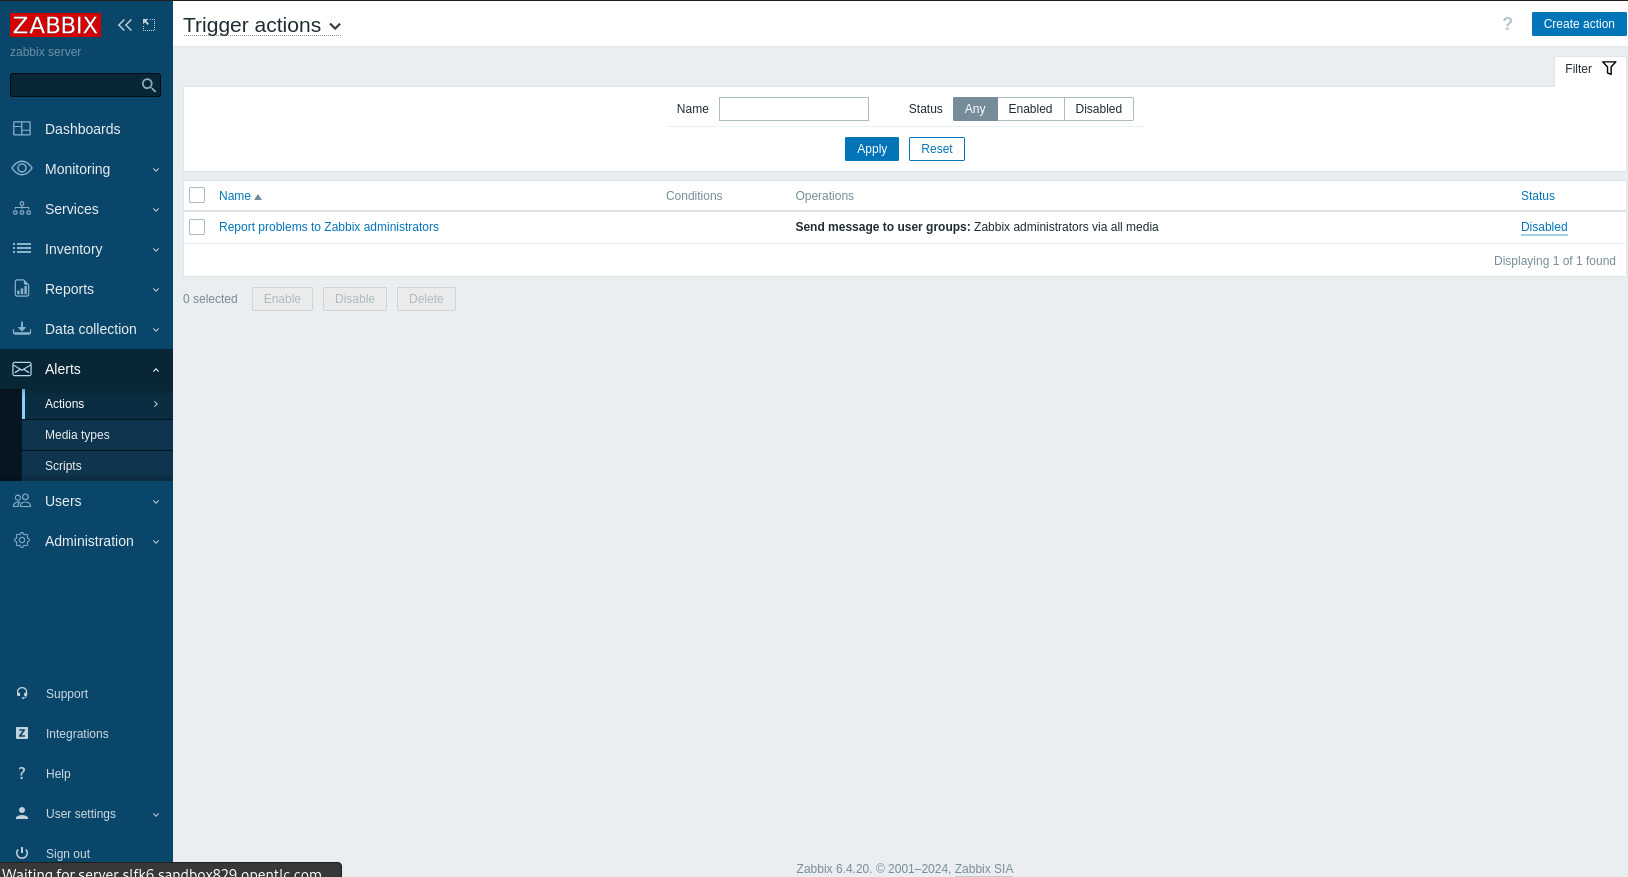 ZABBIX
zabbix server
Dashboards
Monitoring
Services
Inventory
Reports
Data collection
Alerts
Actions
Media types
Scripts
Users
Administration
Support
Integrations
Help
User settings
Sign out
Waiting for server.slfk6.sandbox829.opentlc.com...
Trigger actions
? Create action
Filter
Name Status Any Enabled Disabled
Apply Reset
Name Conditions Operations Status
Report problems to Zabbix administrators Send message to user groups: Zabbix administrators via all media Disabled
Displaying 1 of 1 found
0 selected Enable Disable Delete
Zabbix 6.4.20. © 2001–2024, Zabbix SIA